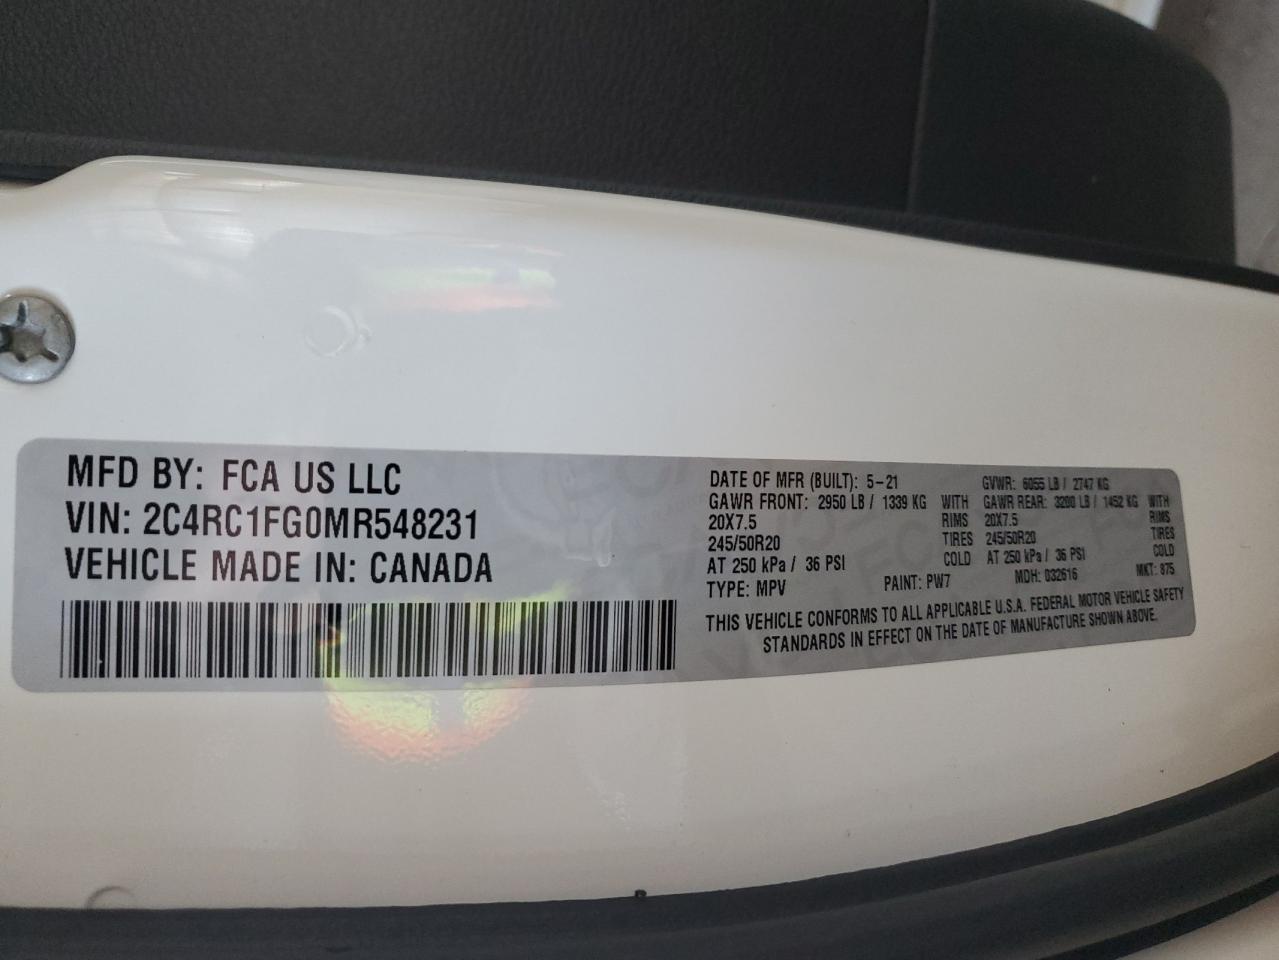 MFD BY: FCA US LLC
VIN: 2C4RC1FG0MR548231
VEHICLE MADE IN: CANADA
DATE OF MFR (BUILT): 5-21 GVWR: 6055 LB / 2747 KG
GAWR FRONT: 2950 LB / 1339 KG WITH GAWR REAR: 3200 LB / 1452 KG WITH
20X7.5 RIMS 20X7.5 RIMS
245/50R20 TIRES 245/50R20 TIRES
AT 250 kPa / 36 PSI COLD AT 250 kPa / 36 PSI COLD
TYPE: MPV PAINT: PW7 MDH: 032616 MKT: 875
THIS VEHICLE CONFORMS TO ALL APPLICABLE U.S.A. FEDERAL MOTOR VEHICLE SAFETY
STANDARDS IN EFFECT ON THE DATE OF MANUFACTURE SHOWN ABOVE.